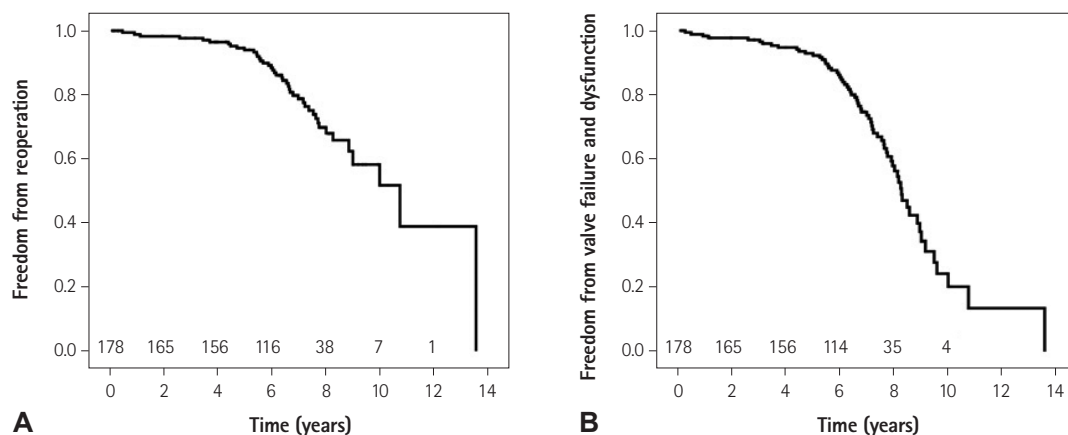 Freedom from reoperation
1.0
0.8
0.6
0.4
0.2
0.0
178 165 156 116 38 7 1
0 2 4 6 8 10 12 14
Time (years)
A
Freedom from valve failure and dysfunction
1.0
0.8
0.6
0.4
0.2
0.0
178 165 156 114 35 4
0 2 4 6 8 10 12 14
Time (years)
B